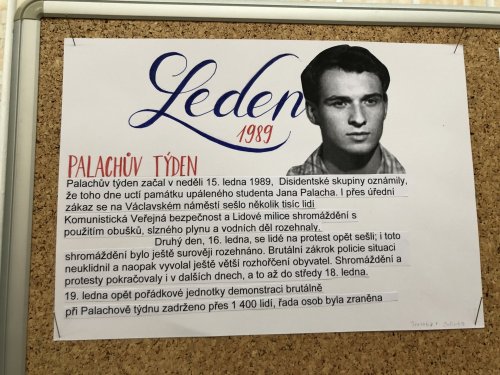 Leden
1989
PALACHŮV TÝDEN
Palachův týden začal v neděli 15. ledna 1989, Disidentské skupiny oznámily,
že toho dne uctí památku upáleného studenta Jana Palacha. I přes úřední
zákaz se na Václavském náměstí sešlo několik tisíc lidí
Komunistická Veřejná bezpečnost a Lidové milice shromáždění s
použitím obušků, slzného plynu a vodních děl rozehnaly.
Druhý den, 16. ledna, se lidé na protest opět sešli; i toto
shromáždění bylo ještě surověji rozehnáno. Brutální zákrok policie situaci
neuklidnil a naopak vyvolal ještě větší rozhořčení obyvatel. Shromáždění a
protesty pokračovaly i v dalších dnech, a to až do středy 18. ledna.
19. ledna opět pořádkové jednotky demonstraci brutálně
při Palachově týdnu zadrženo přes 1 400 lidí, řada osob byla zraněna